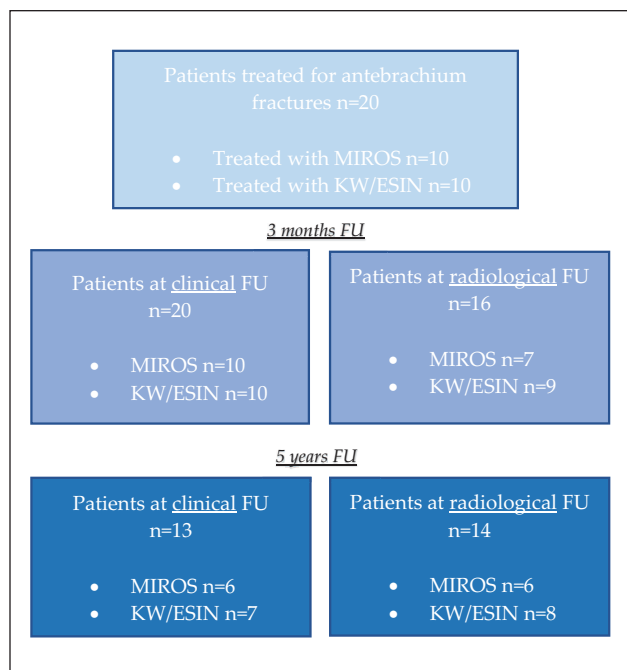 Patients treated for antebrachium
fractures n=20
• Treated with MIROS n=10
• Treated with KW/ESIN n=10
3 months FU
Patients at clinical FU
n=20
• MIROS n=10
• KW/ESIN n=10
Patients at radiological FU
n=16
• MIROS n=7
• KW/ESIN n=9
5 years FU
Patients at clinical FU
n=13
• MIROS n=6
• KW/ESIN n=7
Patients at radiological FU
n=14
• MIROS n=6
• KW/ESIN n=8